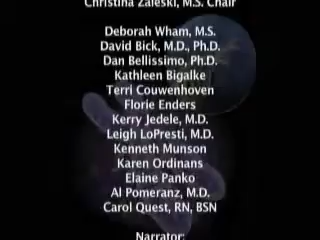 Christina Zaleski, M.S. Chair
Deborah Wham, M.S.
David Bick, M.D., Ph.D.
Dan Bellissimo, Ph.D.
Kathleen Bigalke
Terri Couwenhoven
Florie Enders
Kerry Jedele, M.D.
Leigh LoPresti, M.D.
Kenneth Munson
Karen Ordinans
Elaine Panko
Al Pomeranz, M.D.
Carol Quest, RN, BSN
Narrator: